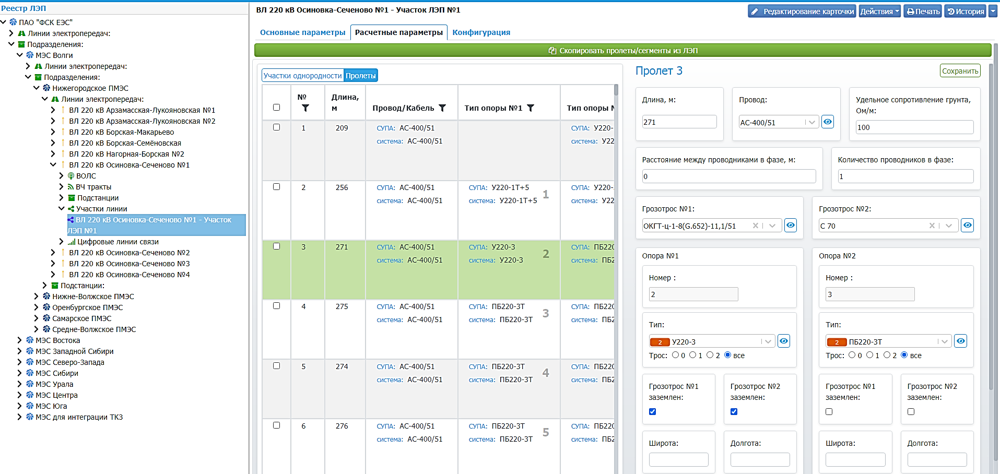 Реестр ЛЭП
ПАО "ФСК ЕЭС"
Линии электропередач:
Подразделения:
МЭС Волги
Линии электропередач:
Подразделения:
Нижегородское ПМЭС
Линии электропередач:
ВЛ 220 кВ Арзамасская-Лукояновская №1
ВЛ 220 кВ Арзамасская-Лукояновская №2
ВЛ 220 кВ Борская-Макарьево
ВЛ 220 кВ Борская-Семёновская
ВЛ 220 кВ Нагорная-Борская №2
ВЛ 220 кВ Осиновка-Сеченово №1
ВОЛС
ВЧ тракты
Подстанции
Участки линии
ВЛ 220 кВ Осиновка-Сеченово №1 - Участок
ЛЭП №1
Цифровые линии связи
ВЛ 220 кВ Осиновка-Сеченово №2
ВЛ 220 кВ Осиновка-Сеченово №3
ВЛ 220 кВ Осиновка-Сеченово №4
Подстанции:
Нижне-Волжское ПМЭС
Оренбургское ПМЭС
Самарское ПМЭС
Средне-Волжское ПМЭС
МЭС Востока
МЭС Западной Сибири
МЭС Северо-Запада
МЭС Сибири
МЭС Урала
МЭС Центра
МЭС Юга
МЭС для интеграции ТКЗ
ВЛ 220 кВ Осиновка-Сеченово №1 - Участок ЛЭП №1
Редактирование карточки Действия Печать История
Основные параметры Расчетные параметры Конфигурация
Скопировать пролеты/сегменты из ЛЭП
Участки однородности Пролеты
№ Длина, м Провод/Кабель Тип опоры №1 Тип опоры №
1 209 СУПА: АС-400/51 СУПА: У220-
система: АС-400/51 система: У22
2 256 СУПА: АС-400/51 СУПА: У220-1Т+5 1 СУПА: У220-
система: АС-400/51 система: У220-1Т+5 система: У22
3 271 СУПА: АС-400/51 СУПА: У220-3 2 СУПА: ПБ220
система: АС-400/51 система: У220-3 система: ПБ2
4 275 СУПА: АС-400/51 СУПА: ПБ220-3Т 3 СУПА: ПБ220
система: АС-400/51 система: ПБ220-3Т система: ПБ2
5 274 СУПА: АС-400/51 СУПА: ПБ220-3Т 4 СУПА: ПБ220
система: АС-400/51 система: ПБ220-3Т система: ПБ2
6 276 СУПА: АС-400/51 СУПА: ПБ220-3Т 5 СУПА: ПБ220
система: АС-400/51 система: ПБ220-3Т система: ПБ2
Пролет 3 Сохранить
Длина, м:
271
Провод:
АС-400/51
Удельное сопротивление грунта,
Ом/м:
100
Расстояние между проводниками в фазе, м:
0
Количество проводников в фазе:
1
Грозотрос №1:
ОКГТ-ц-1-8(G.652)-11,1/51
Грозотрос №2:
С 70
Опора №1
Номер :
2
Тип:
2 У220-3
Трос: 0 1 2 все
Грозотрос №1
заземлен:
Грозотрос №2
заземлен:
Широта:
Долгота:
Опора №2
Номер :
3
Тип:
2 ПБ220-3Т
Трос: 0 1 2 все
Грозотрос №1
заземлен:
Грозотрос №2
заземлен:
Широта:
Долгота: